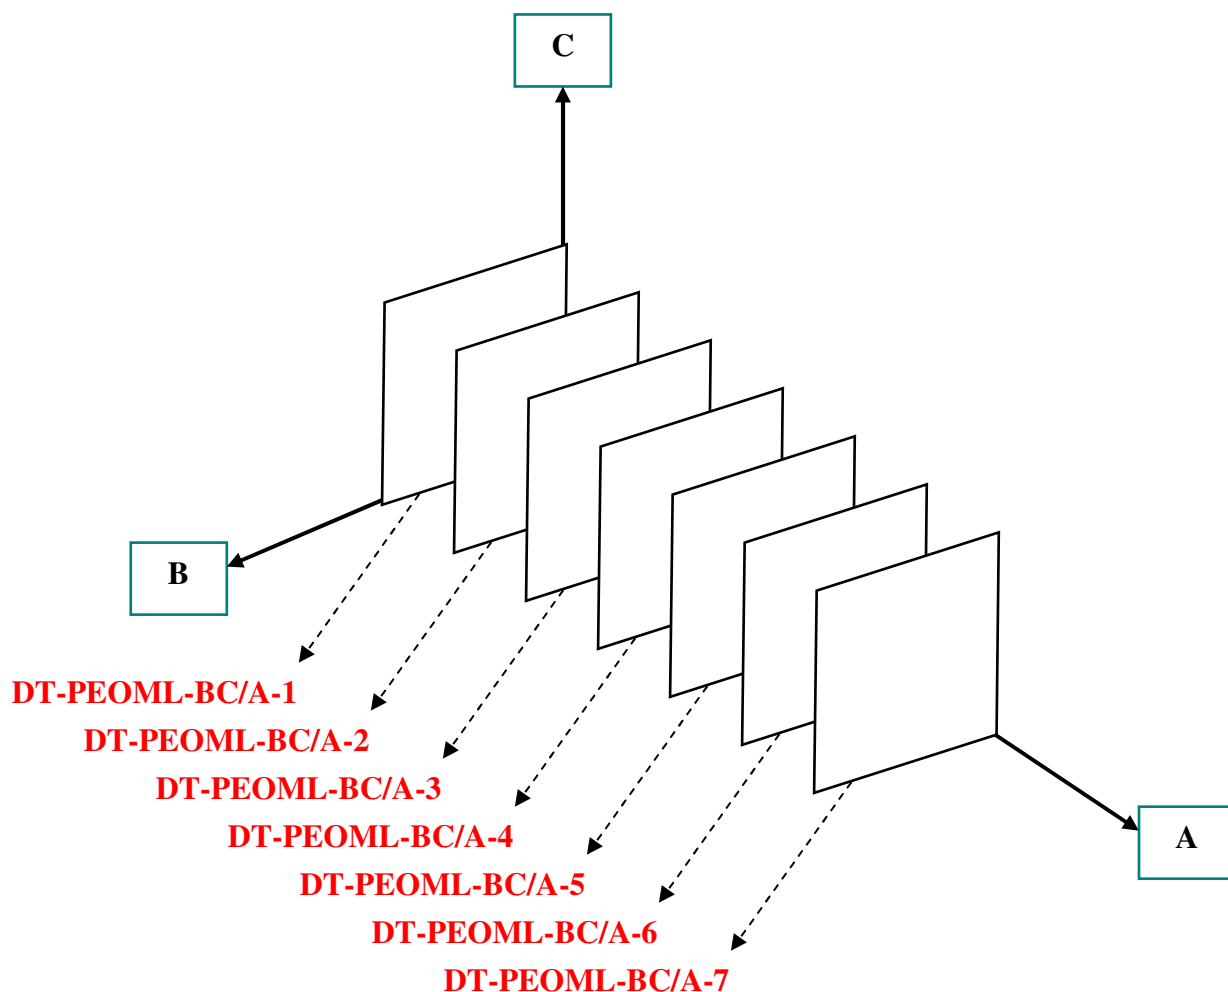 C
B
DT-PEOML-BC/A-1
DT-PEOML-BC/A-2
DT-PEOML-BC/A-3
DT-PEOML-BC/A-4
A
DT-PEOML-BC/A-5
DT-PEOML-BC/A-6
DT-PEOML-BC/A-7